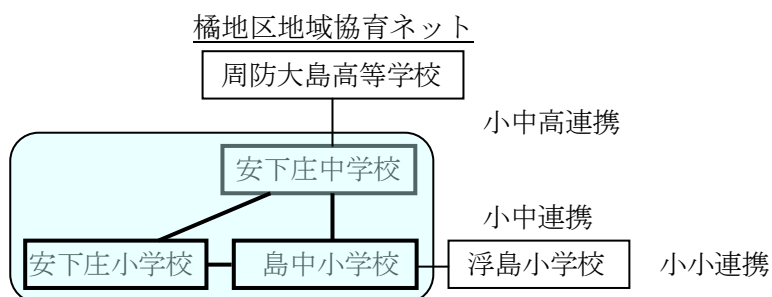 橘地区地域協育ネット
周防大島高等学校
小中高連携
安下庄中学校
小中連携
安下庄小学校
島中小学校
浮島小学校
小小連携